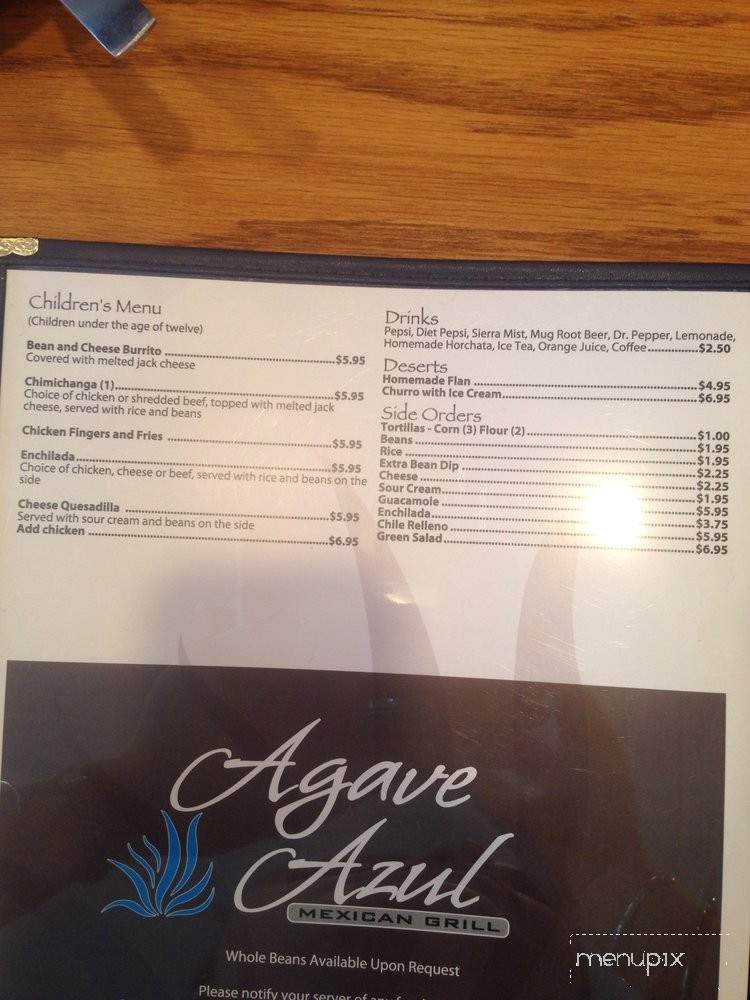 Children's Menu
(Children under the age of twelve)
Bean and Cheese Burrito ........ $5.95
Covered with melted jack cheese
Chimichanga (1) ........ $5.95
Choice of chicken or shredded beef, topped with melted jack
cheese, served with rice and beans
Chicken Fingers and Fries ........ $5.95
Enchilada ........ $5.95
Choice of chicken, cheese or beef, served with rice and beans on the
side
Cheese Quesadilla ........ $5.95
Served with sour cream and beans on the side
Add chicken ........ $6.95
Drinks
Pepsi, Diet Pepsi, Sierra Mist, Mug Root Beer, Dr. Pepper, Lemonade,
Homemade Horchata, Ice Tea, Orange Juice, Coffee ........ $2.50
Deserts
Homemade Flan ........ $4.95
Churro with Ice Cream ........ $6.95
Side Orders
Tortillas - Corn (3) Flour (2) ........ $1.00
Beans ........ $1.95
Rice ........ $1.95
Extra Bean Dip ........ $2.25
Cheese ........ $2.25
Sour Cream ........ $1.95
Guacamole ........ $5.95
Enchilada ........ $3.75
Chile Relleno ........ $5.95
Green Salad ........ $6.95
Agave
Azul
MEXICAN GRILL
Whole Beans Available Upon Request
Please notify your server of any
menupix